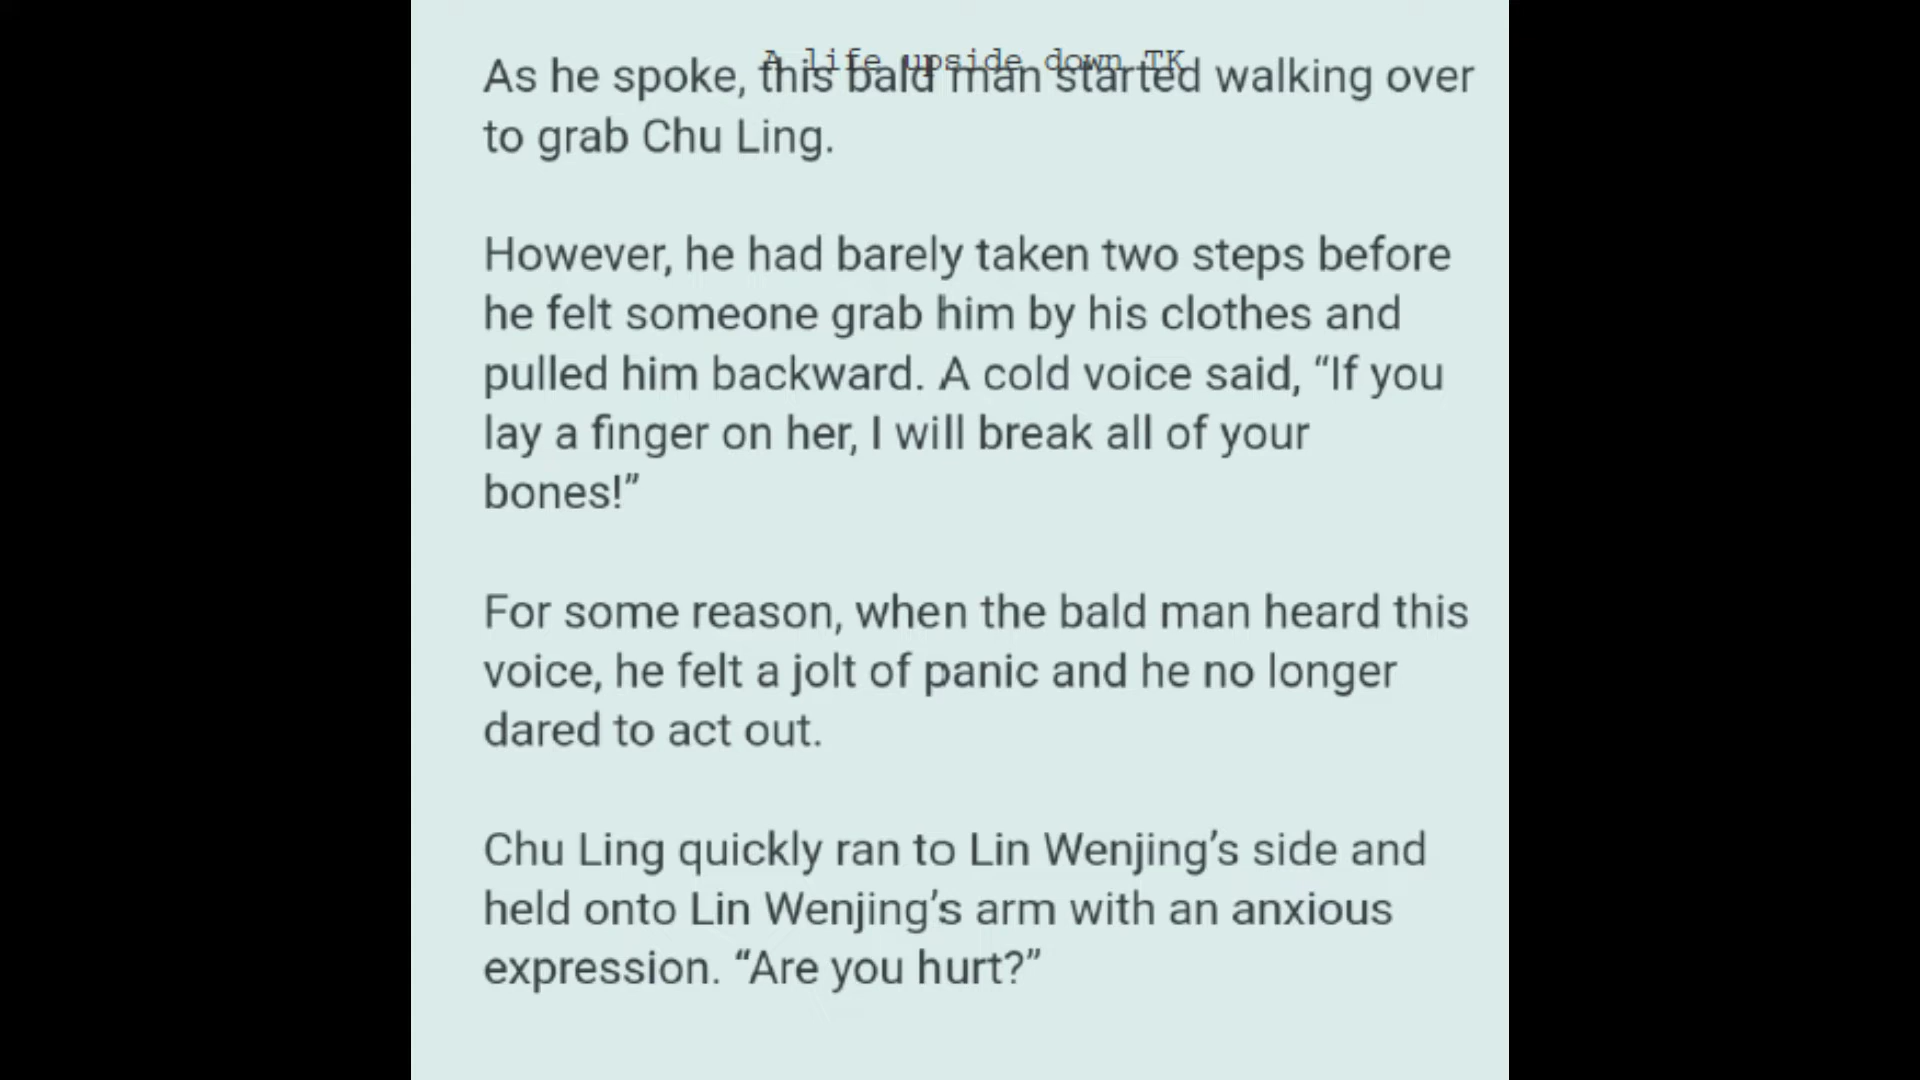 A life upside down TK
As he spoke, this bald man started walking over
to grab Chu Ling.
However, he had barely taken two steps before
he felt someone grab him by his clothes and
pulled him backward. A cold voice said, “If you
lay a finger on her, I will break all of your
bones!”
For some reason, when the bald man heard this
voice, he felt a jolt of panic and he no longer
dared to act out.
Chu Ling quickly ran to Lin Wenjing’s side and
held onto Lin Wenjing’s arm with an anxious
expression. “Are you hurt?”